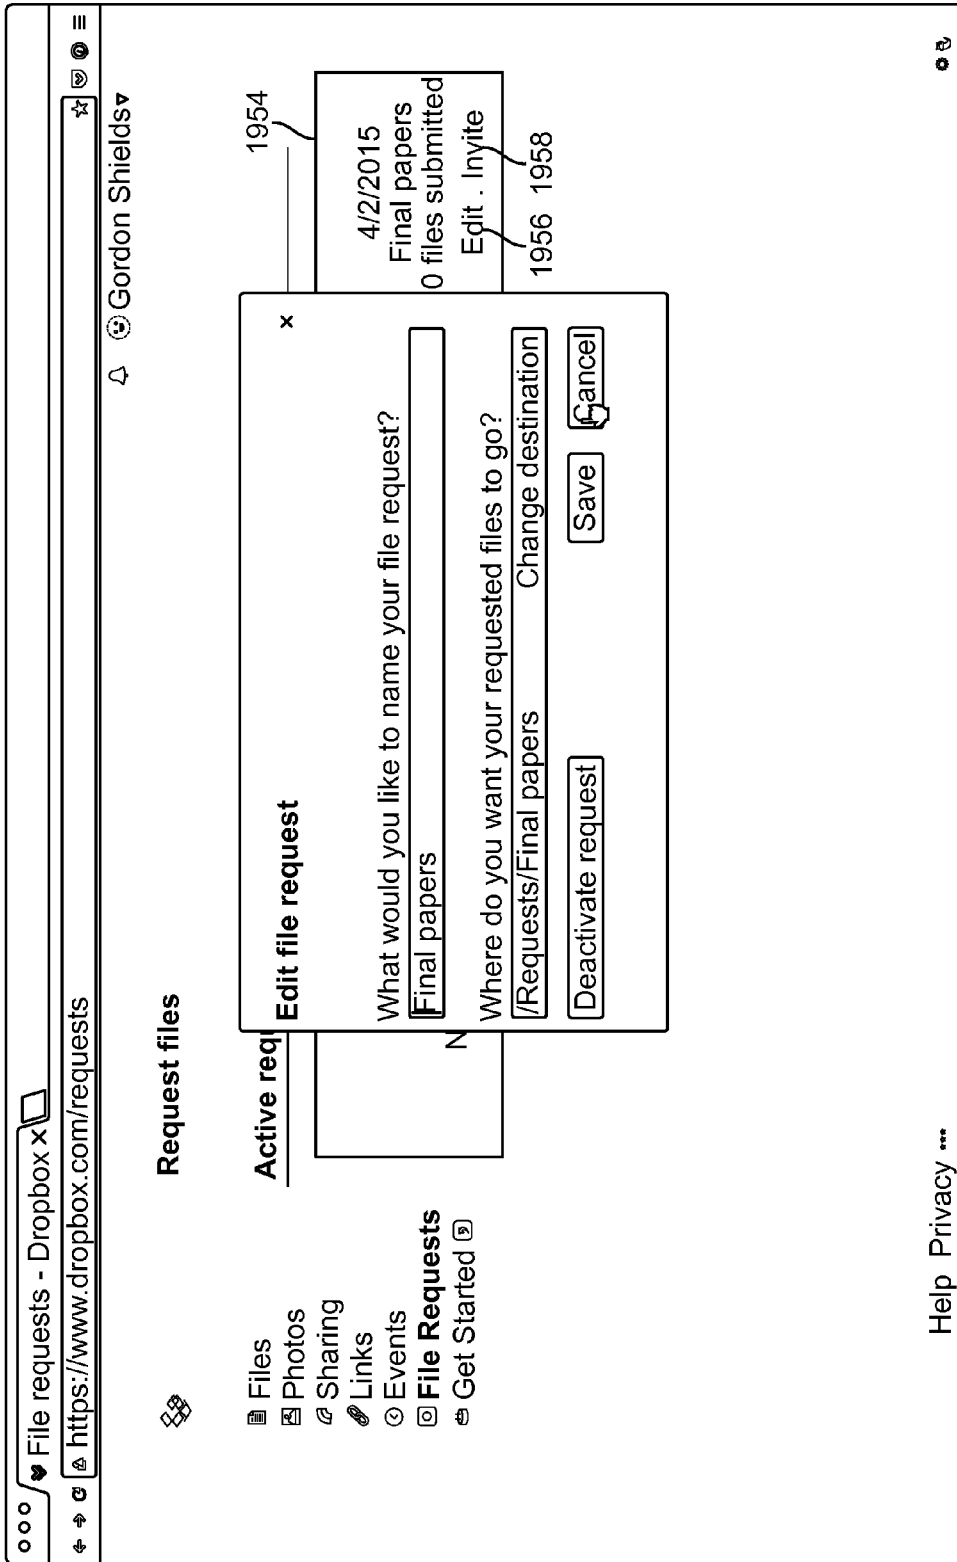 File requests - Dropbox
https://www.dropbox.com/requests
Gordon Shields
Request files
Files
Photos
Sharing
Links
Events
File Requests
Get Started
Active req
1954
4/2/2015
Final papers
0 files submitted
Edit . Invite
1956 1958
N
Edit file request
What would you like to name your file request?
Final papers
Where do you want your requested files to go?
/Requests/Final papers Change destination
Deactivate request Save Cancel
Help Privacy